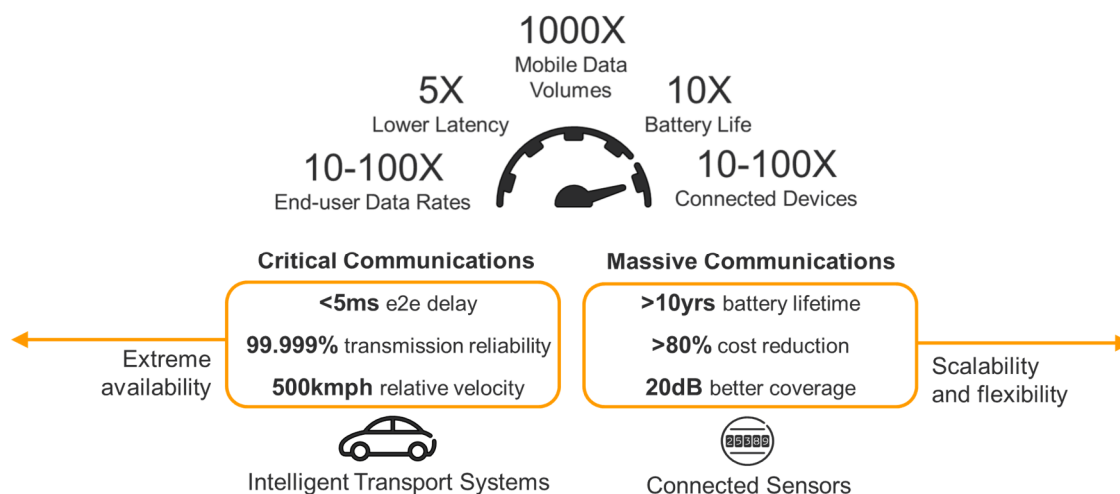 1000X
Mobile Data
Volumes
5X
Lower Latency
10X
Battery Life
10-100X
End-user Data Rates
10-100X
Connected Devices
Critical Communications
<5ms e2e delay
99.999% transmission reliability
500kmph relative velocity
Massive Communications
>10yrs battery lifetime
>80% cost reduction
20dB better coverage
Extreme
availability
Scalability
and flexibility
Intelligent Transport Systems
25389
Connected Sensors